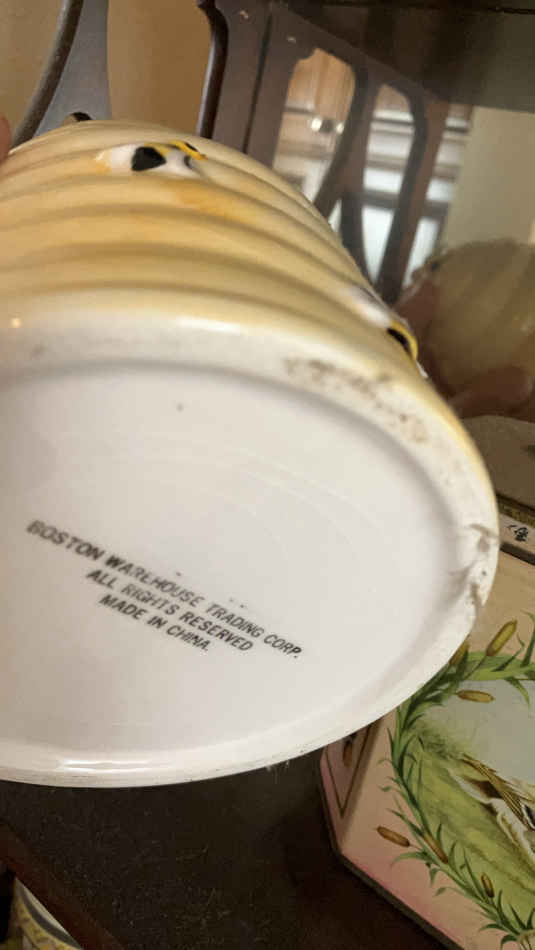 BOSTON WAREHOUSE TRADING CORP.
ALL RIGHTS RESERVED
MADE IN CHINA.